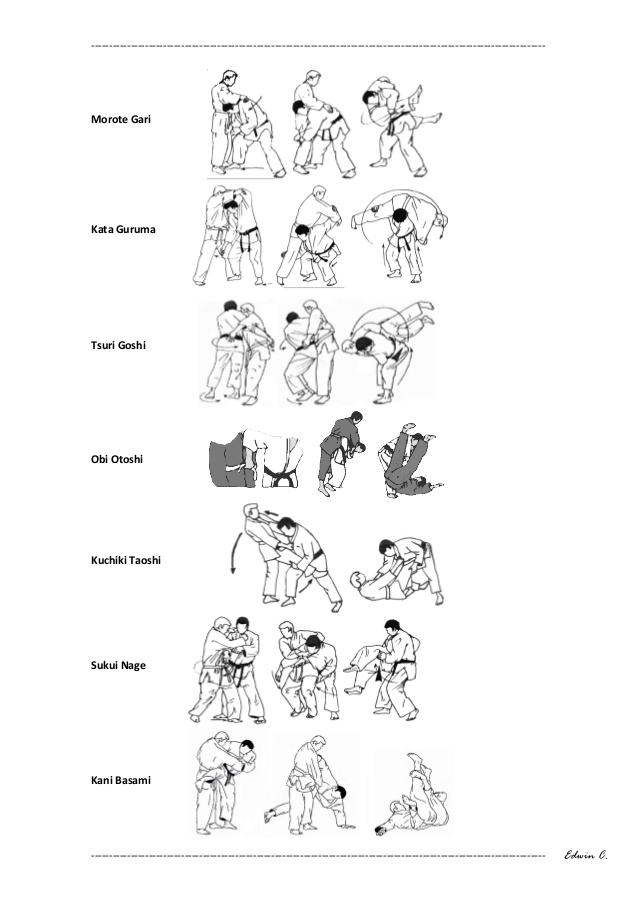 Morote Gari
Kata Guruma
Tsuri Goshi
Obi Otoshi
Kuchiki Taoshi
Sukui Nage
Kani Basami
Edwin C.